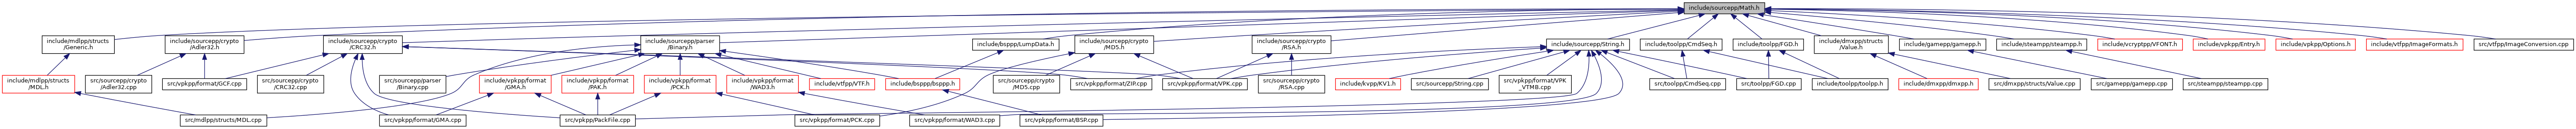 include/sourcepp/Math.h
include/mdlpp/structs
/Generic.h
include/sourcepp/crypto
/Adler32.h
include/sourcepp/crypto
/CRC32.h
include/sourcepp/parser
/Binary.h
include/bsppp/LumpData.h
include/sourcepp/crypto
/MD5.h
include/sourcepp/crypto
/RSA.h
include/sourcepp/String.h
include/toolpp/CmdSeq.h
include/toolpp/FGD.h
include/dmxpp/structs
/Value.h
include/gamepp/gamepp.h
include/steampp/steampp.h
include/vcryptpp/VFONT.h
include/vpkpp/Entry.h
include/vpkpp/Options.h
include/vtfpp/ImageFormats.h
src/vtfpp/ImageConversion.cpp
include/mdlpp/structs
/MDL.h
src/sourcepp/crypto
/Adler32.cpp
src/vpkpp/format/GCF.cpp
src/sourcepp/crypto
/CRC32.cpp
src/sourcepp/parser
/Binary.cpp
include/vpkpp/format
/GMA.h
include/vpkpp/format
/PAK.h
include/vpkpp/format
/PCK.h
include/vpkpp/format
/WAD3.h
include/vtfpp/VTF.h
include/bsppp/bsppp.h
src/sourcepp/crypto
/MD5.cpp
src/vpkpp/format/ZIP.cpp
src/vpkpp/format/VPK.cpp
src/sourcepp/crypto
/RSA.cpp
include/kvpp/KV1.h
src/sourcepp/String.cpp
src/vpkpp/format/VPK
_VTMB.cpp
src/toolpp/CmdSeq.cpp
src/toolpp/FGD.cpp
include/toolpp/toolpp.h
include/dmxpp/dmxpp.h
src/dmxpp/structs/Value.cpp
src/gamepp/gamepp.cpp
src/steampp/steampp.cpp
src/mdlpp/structs/MDL.cpp
src/vpkpp/format/GMA.cpp
src/vpkpp/PackFile.cpp
src/vpkpp/format/PCK.cpp
src/vpkpp/format/WAD3.cpp
src/vpkpp/format/BSP.cpp